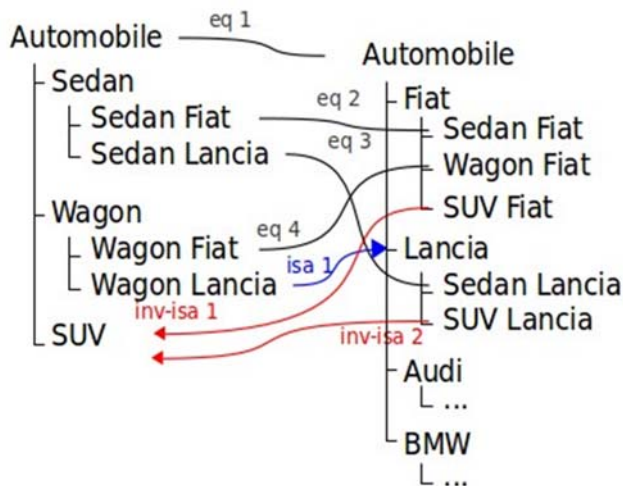 eq 1
Automobile
Automobile
Sedan
Fiat
eq 2
Sedan Fiat
Sedan Fiat
eq 3
Sedan Lancia
Wagon Fiat
Wagon
SUV Fiat
eq 4
Wagon Fiat
Lancia
isa 1
Wagon Lancia
Sedan Lancia
inv-isa 1
SUV Lancia
SUV
inv-isa 2
Audi
...
BMW
...